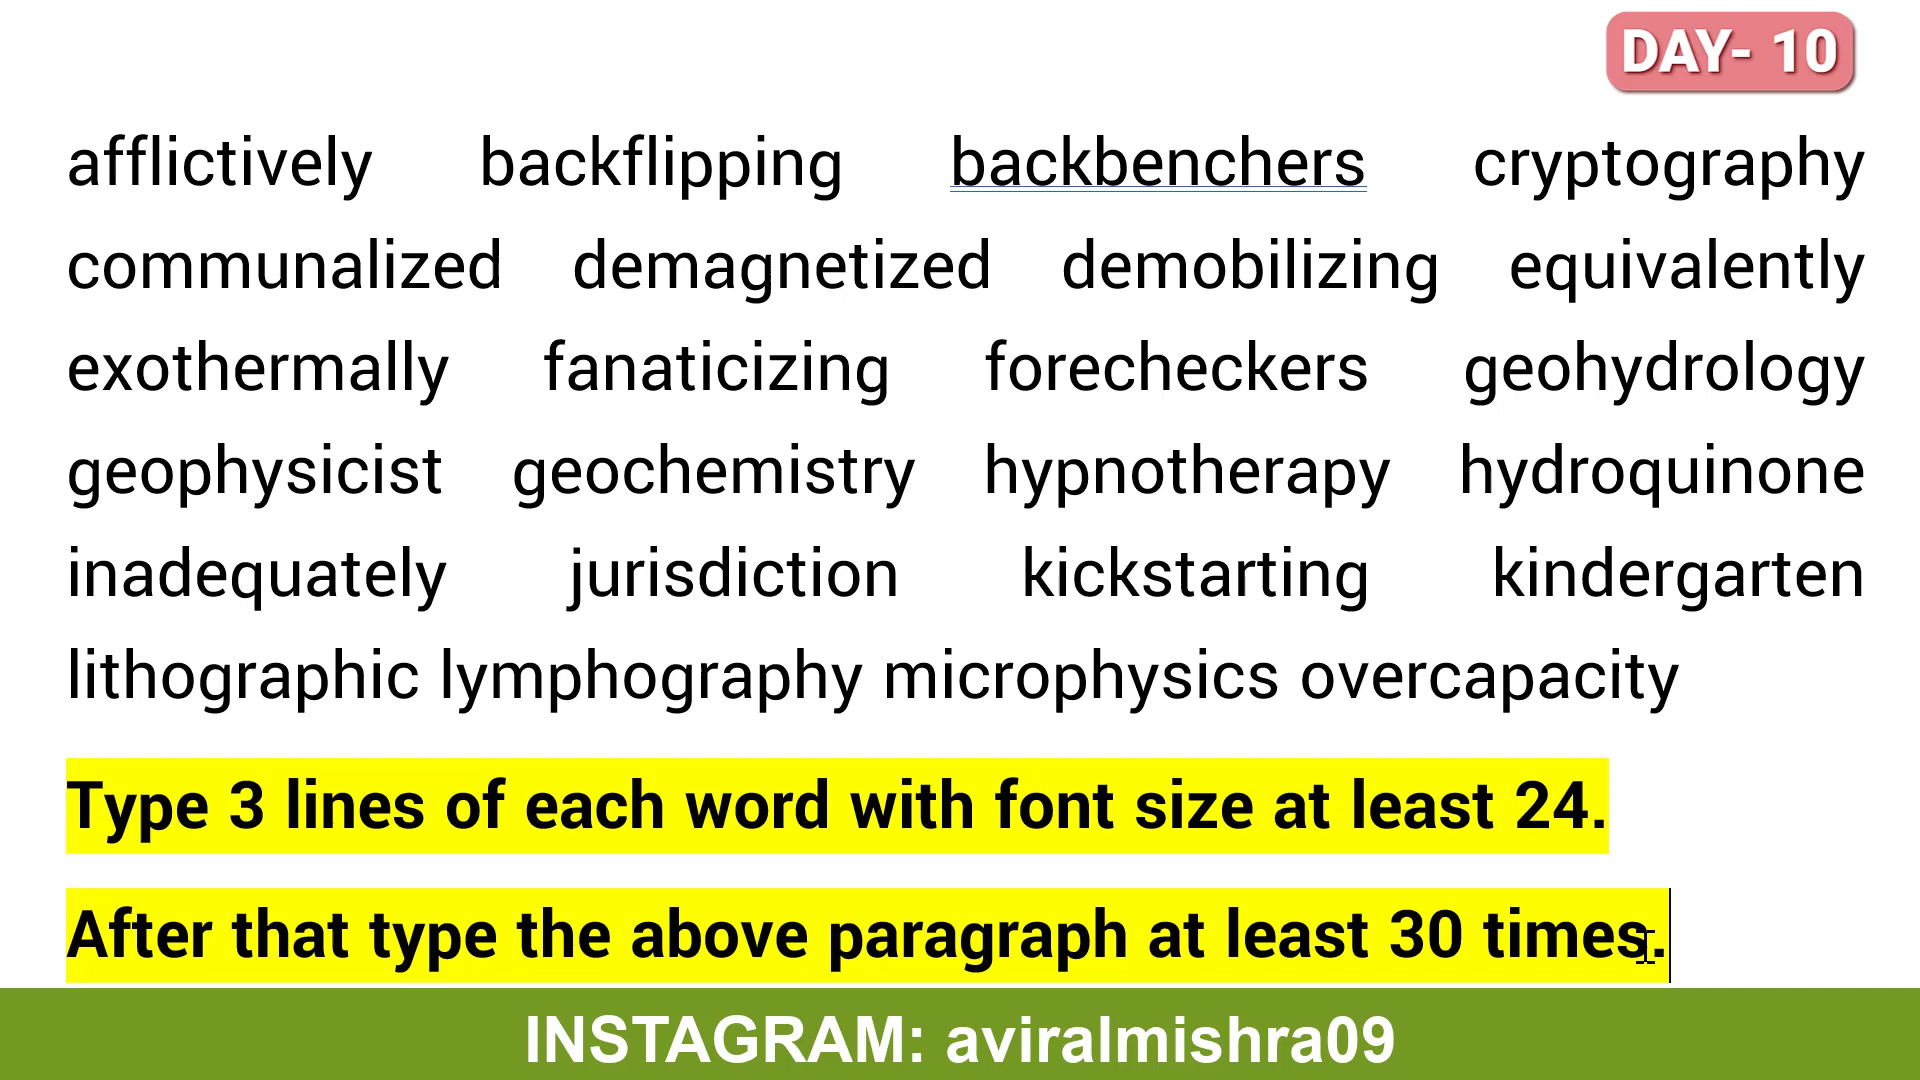 DAY- 10
afflictively backflipping backbenchers cryptography
communalized demagnetized demobilizing equivalently
exothermally fanaticizing forecheckers geohydrology
geophysicist geochemistry hypnotherapy hydroquinone
inadequately jurisdiction kickstarting kindergarten
lithographic lymphography microphysics overcapacity
Type 3 lines of each word with font size at least 24.
After that type the above paragraph at least 30 times.
INSTAGRAM: aviralmishra09